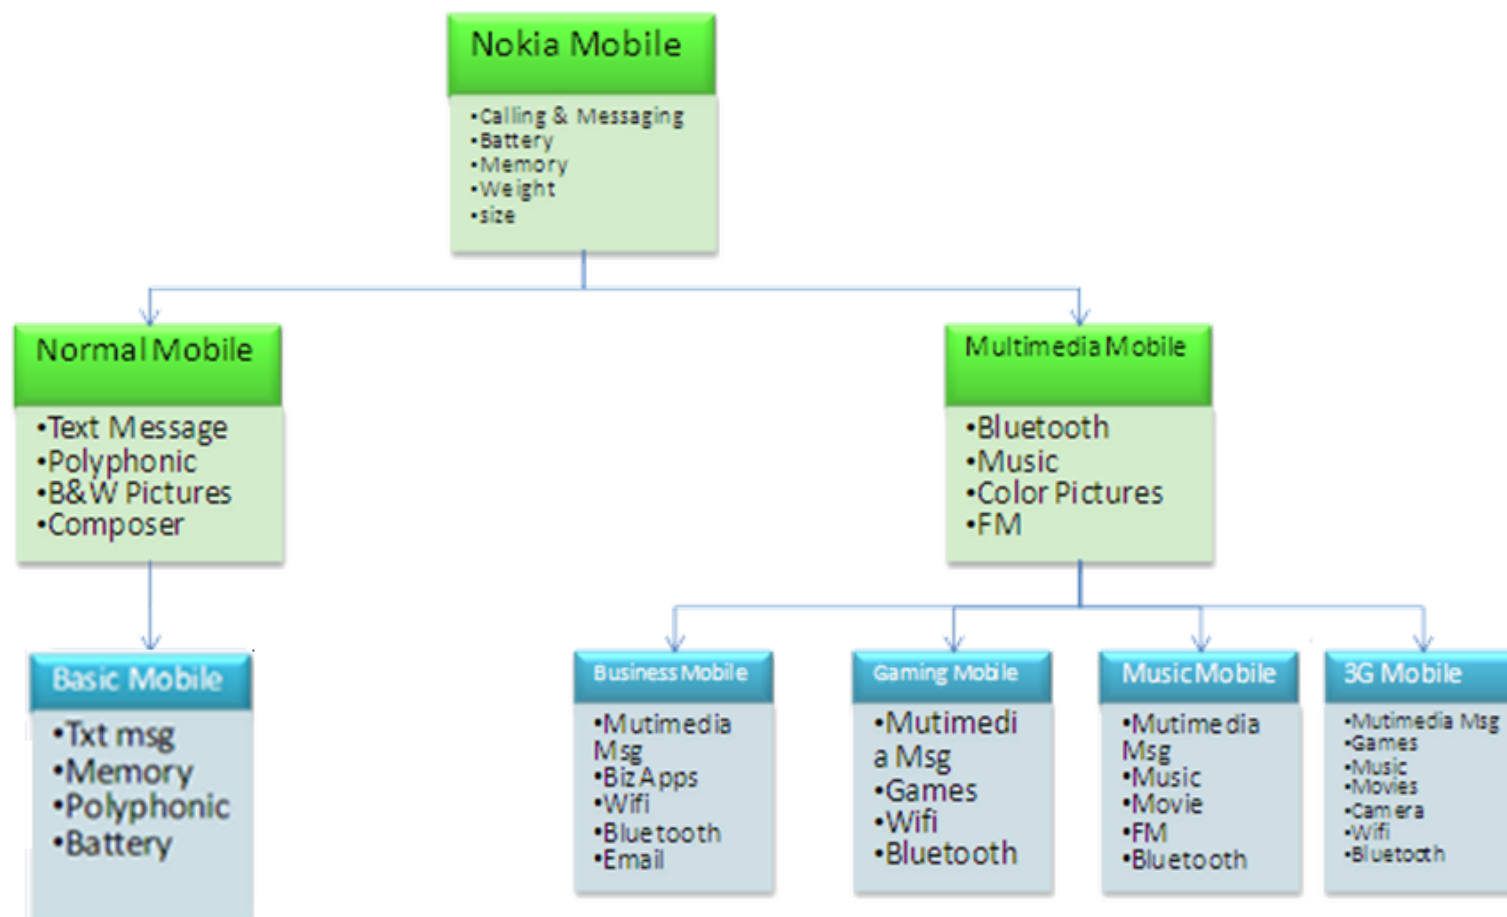 Nokia Mobile
•Calling & Messaging
•Battery
•Memory
•Weight
•size
Normal Mobile
•Text Message
•Polyphonic
•B&W Pictures
•Composer
Multimedia Mobile
•Bluetooth
•Music
•Color Pictures
•FM
Basic Mobile
•Txt msg
•Memory
•Polyphonic
•Battery
Business Mobile
•Mutimedia
Msg
•Biz Apps
•Wifi
•Bluetooth
•Email
Gaming Mobile
•Mutimedi
a Msg
•Games
•Wifi
•Bluetooth
Music Mobile
•Mutimedia
Msg
•Music
•Movie
•FM
•Bluetooth
3G Mobile
•Mutimedia Msg
•Games
•Music
•Movies
•Camera
•Wifi
•Bluetooth